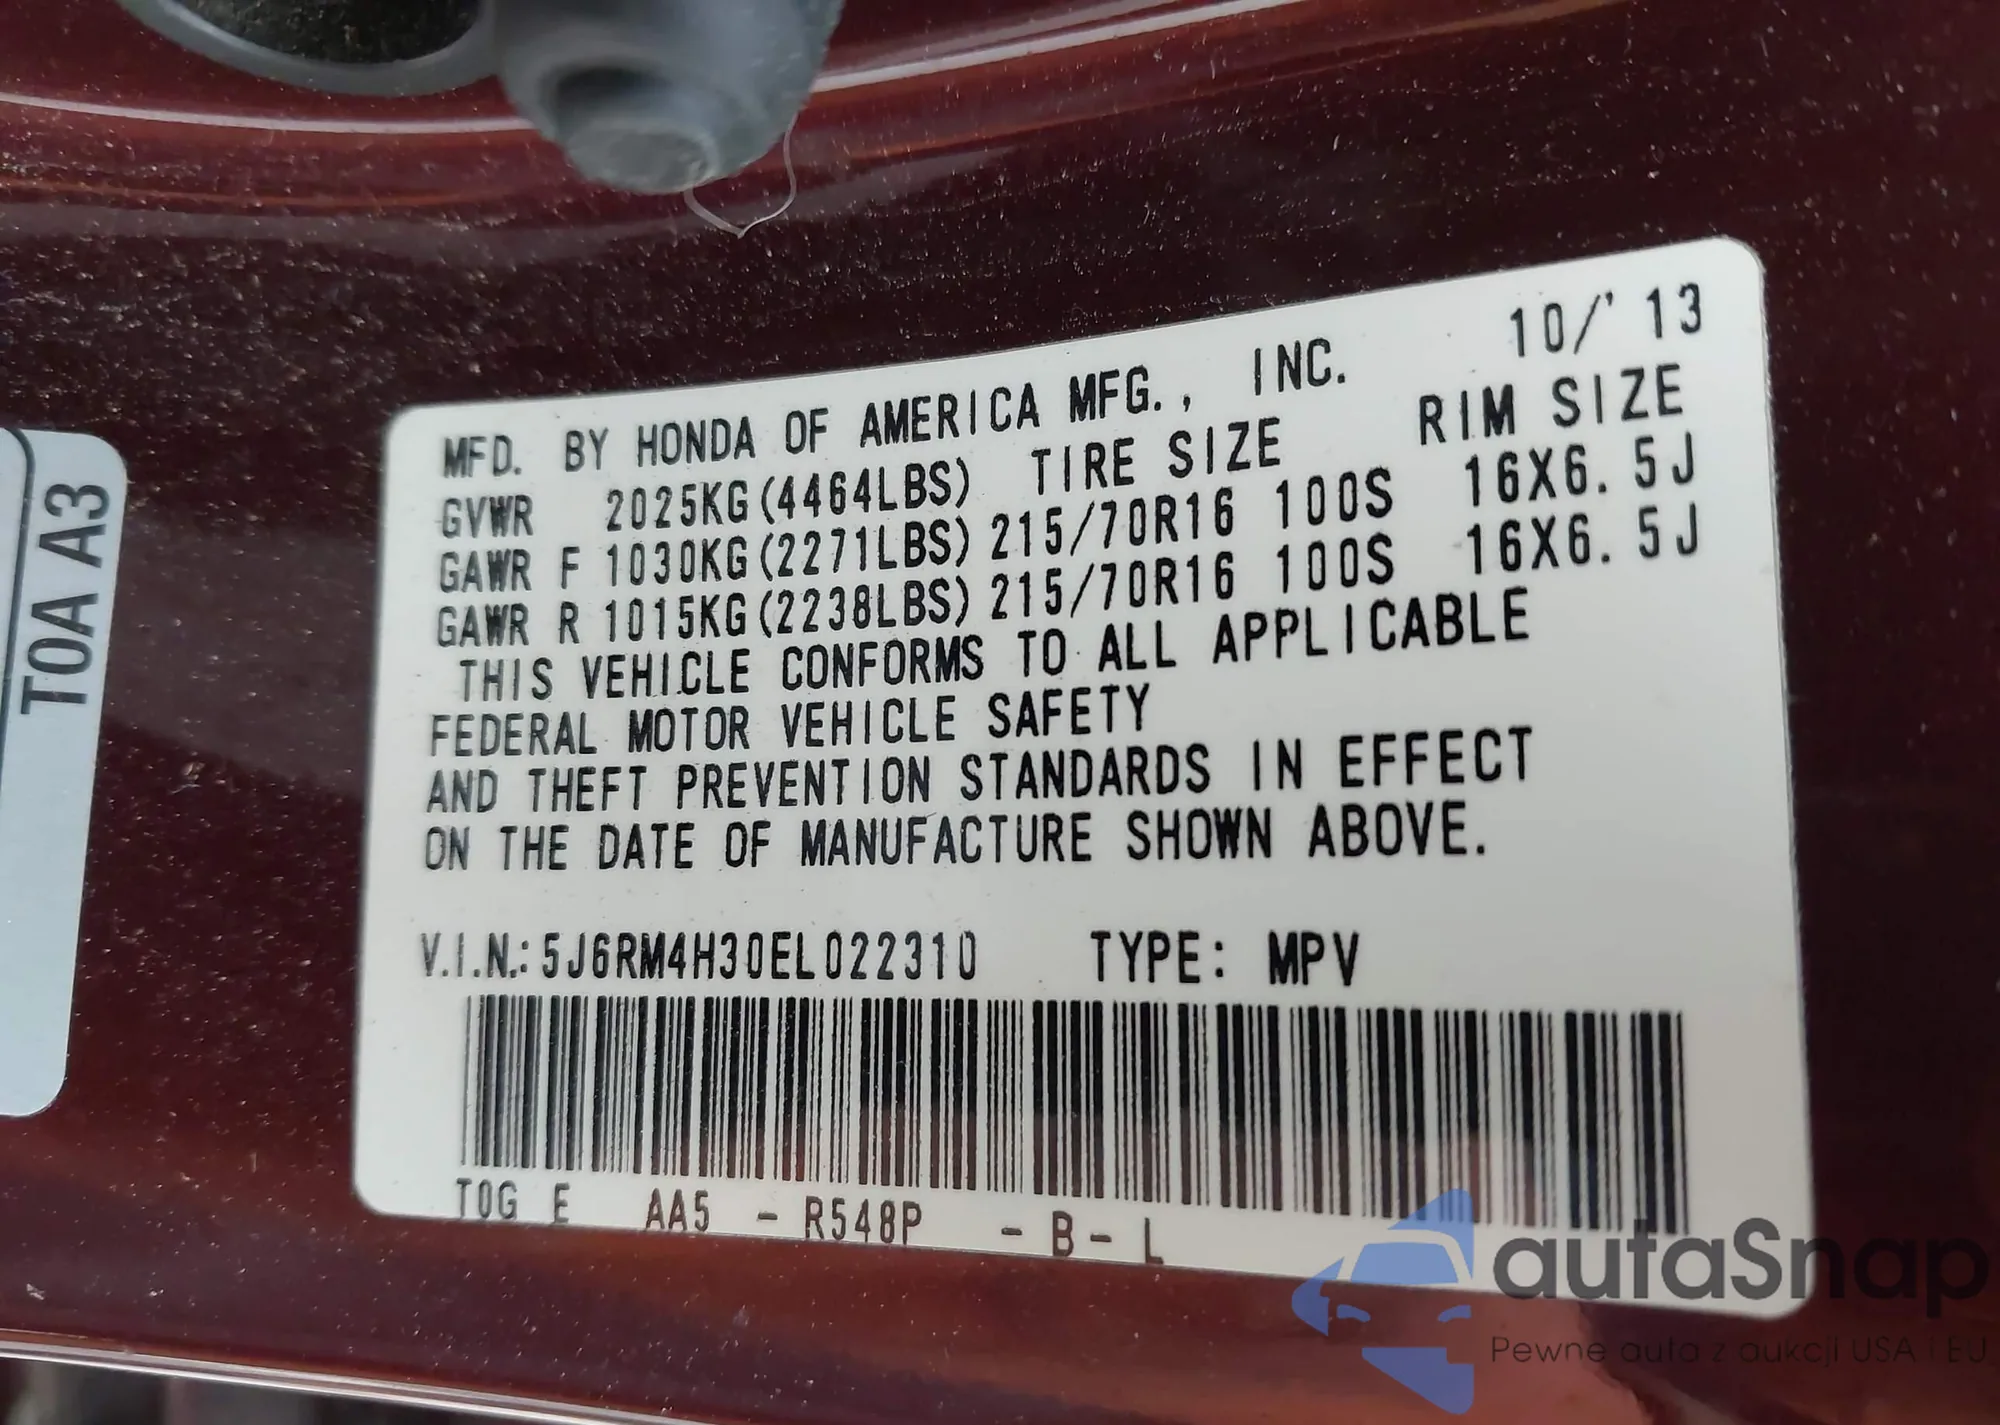 MFD. BY HONDA OF AMERICA MFG., INC. 10/'13
GVWR 2025KG(4464LBS) TIRE SIZE RIM SIZE
GAWR F 1030KG(2271LBS) 215/70R16 100S 16X6.5J
GAWR R 1015KG(2238LBS) 215/70R16 100S 16X6.5J
THIS VEHICLE CONFORMS TO ALL APPLICABLE
FEDERAL MOTOR VEHICLE SAFETY
AND THEFT PREVENTION STANDARDS IN EFFECT
ON THE DATE OF MANUFACTURE SHOWN ABOVE.
V.I.N.: 5J6RM4H30EL022310 TYPE: MPV
T0G E AA5 - R548P - B - L
T0A A3
autaSnap
Pewne auta z aukcji USA i EU